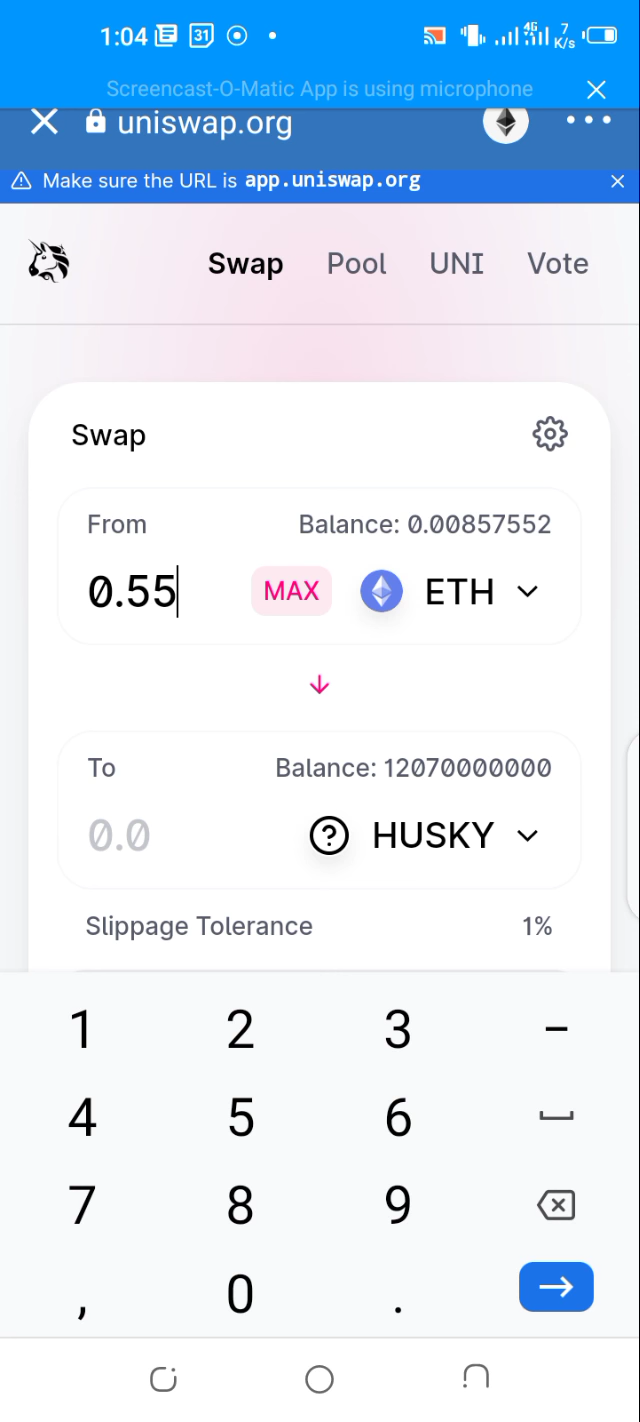 1:04 31 4G 7 K/s
Screencast-O-Matic App is using microphone
uniswap.org
Make sure the URL is app.uniswap.org
Swap Pool UNI Vote
Swap
From Balance: 0.00857552
0.55 MAX ETH
To Balance: 12070000000
0.0 ? HUSKY
Slippage Tolerance 1%
1 2 3 –
4 5 6
7 8 9
, 0 .